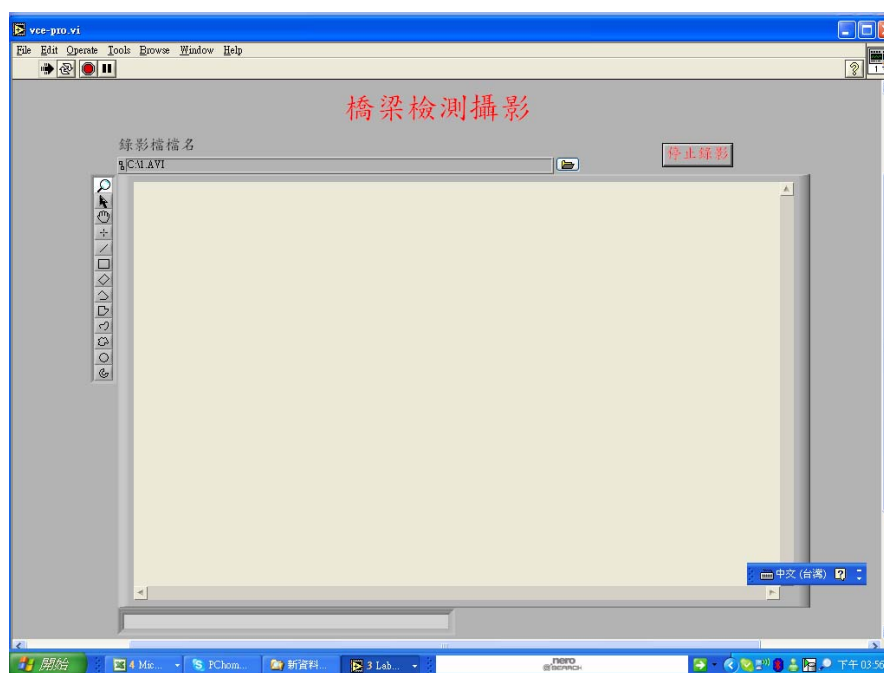 vce-pro.vi
File Edit Operate Tools Browse Window Help
橋梁檢測攝影
錄影檔檔名
C:\1.AVI
停止錄影
中文 (台灣)
開始
4 Mic...
PChom...
新資料...
3 Lab...
nero
SEARCH
下午 03:56